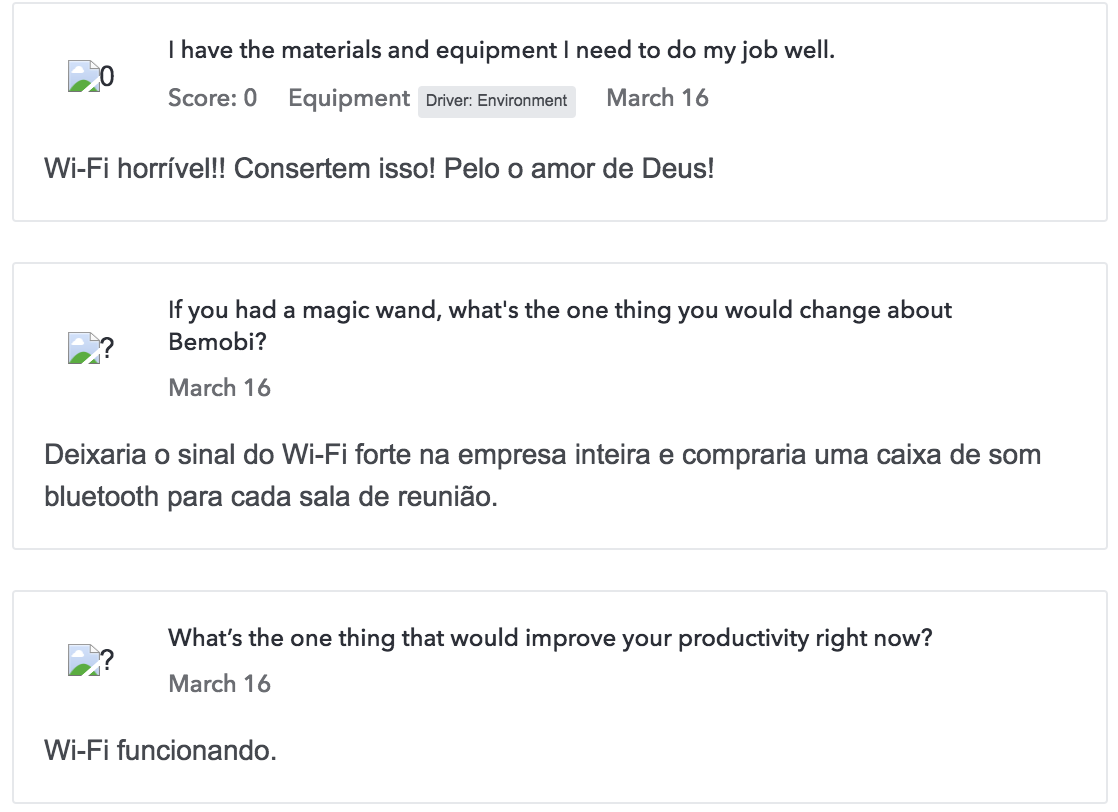 0
I have the materials and equipment I need to do my job well.
Score: 0 Equipment Driver: Environment March 16
Wi-Fi horrível!! Consertem isso! Pelo o amor de Deus!
?
If you had a magic wand, what's the one thing you would change about
Bemobi?
March 16
Deixaria o sinal do Wi-Fi forte na empresa inteira e compraria uma caixa de som
bluetooth para cada sala de reunião.
?
What’s the one thing that would improve your productivity right now?
March 16
Wi-Fi funcionando.